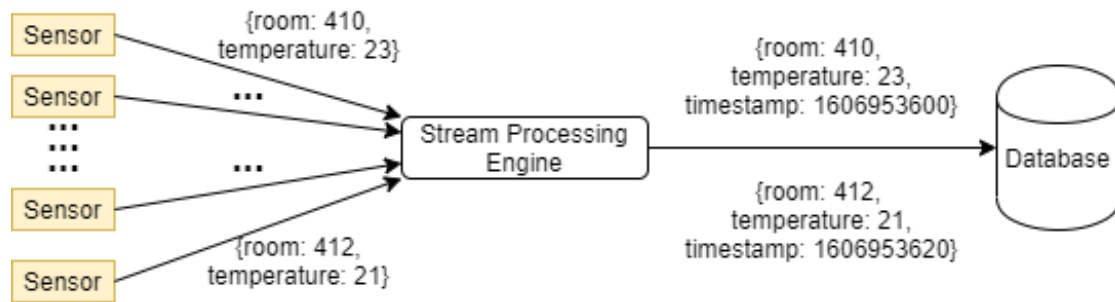 Sensor
{room: 410,
temperature: 23}
Sensor
...
...
...
...
...
Sensor
Sensor
{room: 412,
temperature: 21}
Stream Processing
Engine
{room: 410,
temperature: 23,
timestamp: 1606953600}
{room: 412,
temperature: 21,
timestamp: 1606953620}
Database